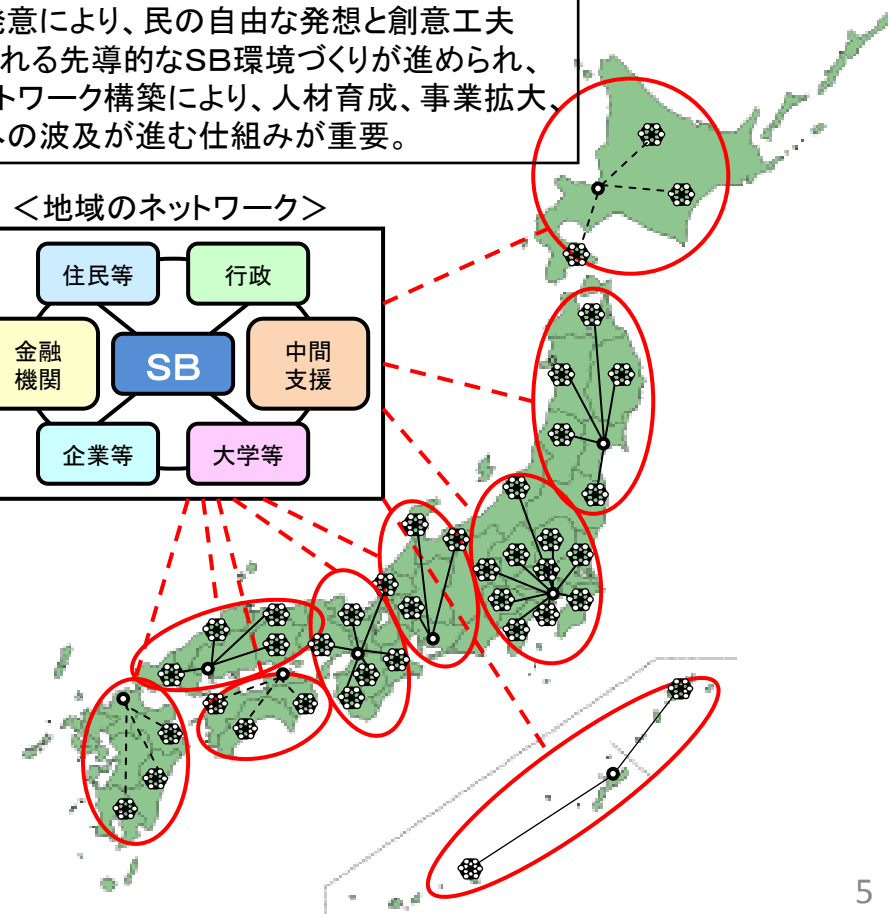 発意により、民の自由な発想と創意工夫
れる先導的なSB環境づくりが進められ、
トワーク構築により、人材育成、事業拡大、
への波及が進む仕組みが重要。
＜地域のネットワーク＞
住民等
行政
金融
機関
SB
中間
支援
企業等
大学等
5